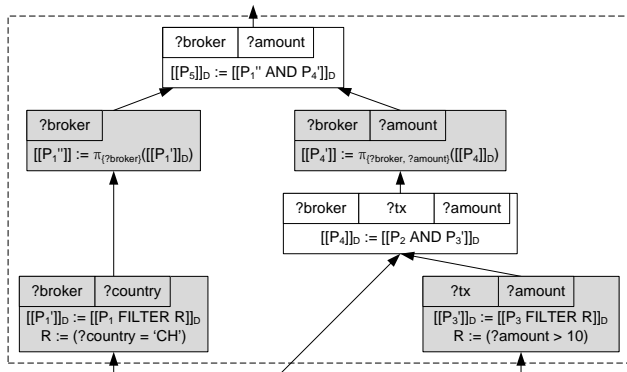 ?broker ?amount
[[P5]]D := [[P1'' AND P4']]D
?broker
[[P1'']] := π{?broker}([[P1']]D)
?broker ?amount
[[P4']] := π{?broker, ?amount}([[P4]]D)
?broker ?tx ?amount
[[P4]]D := [[P2 AND P3']]D
?broker ?country
[[P1']]D := [[P1 FILTER R]]D
R := (?country = ‘CH’)
?tx ?amount
[[P3']]D := [[P3 FILTER R]]D
R := (?amount > 10)